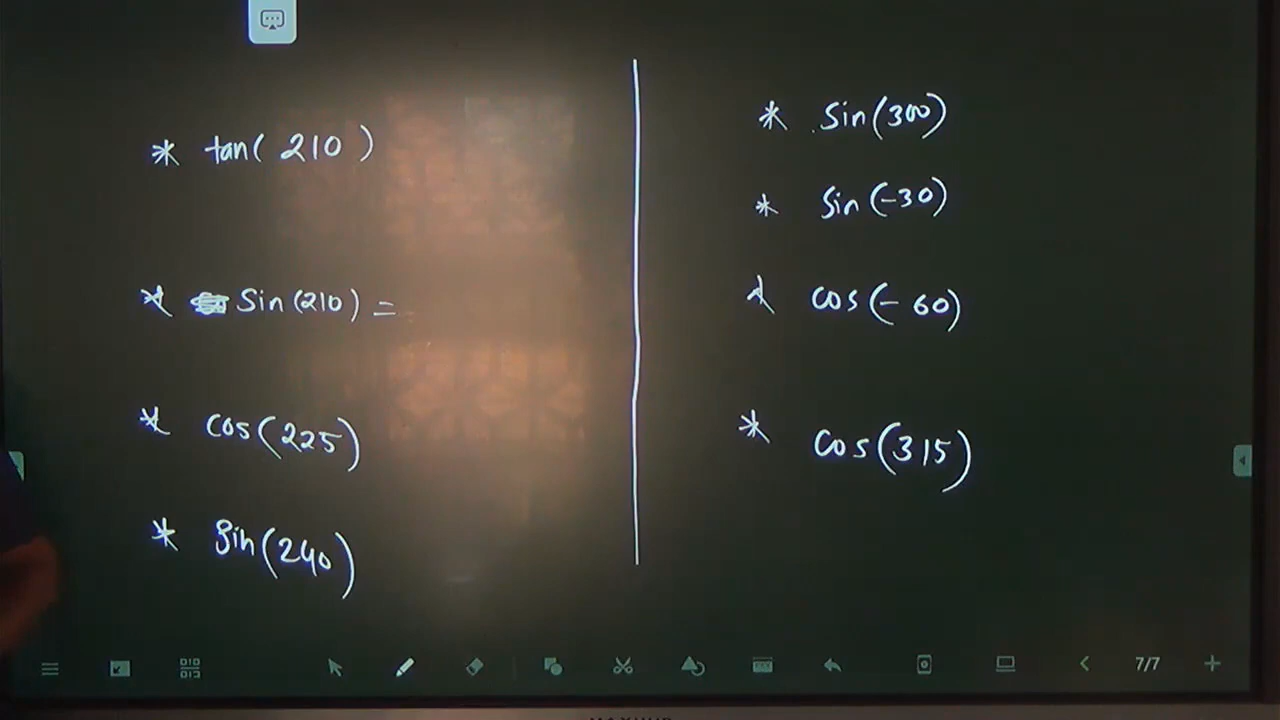 * tan( 210 )
* Sin(210) =
* cos(225)
* Sin(240)
* Sin(300)
* Sin(-30)
* cos(- 60)
* cos(315)
7/7